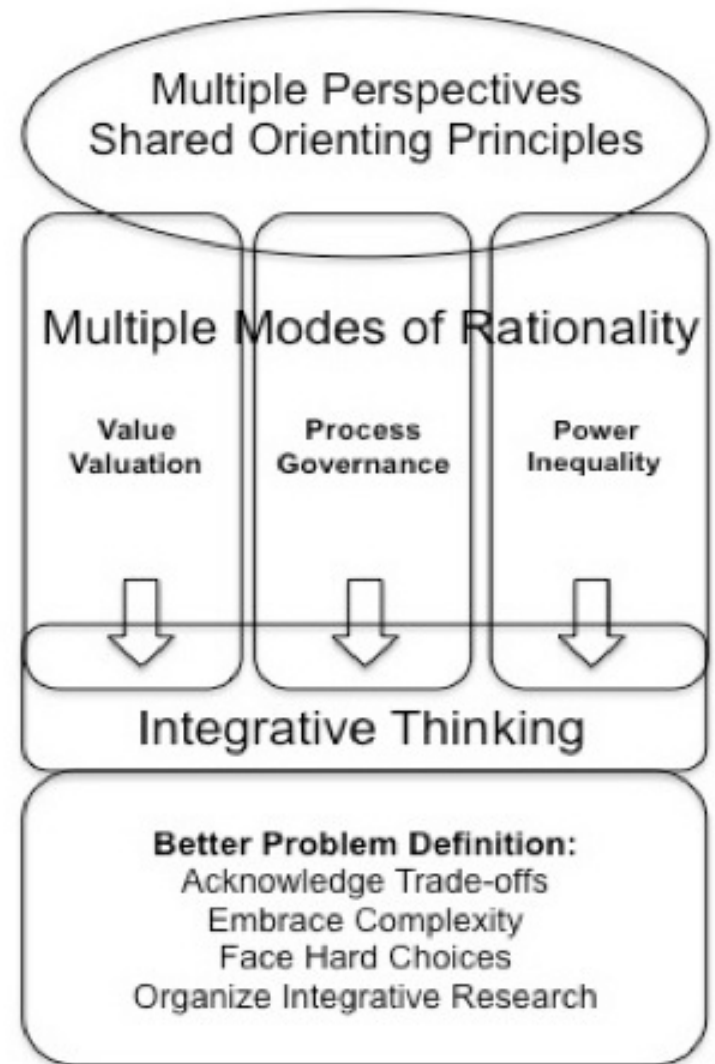 Multiple Perspectives
Shared Orienting Principles
Multiple Modes of Rationality
Value
Valuation
Process
Governance
Power
Inequality
Integrative Thinking
Better Problem Definition:
Acknowledge Trade-offs
Embrace Complexity
Face Hard Choices
Organize Integrative Research